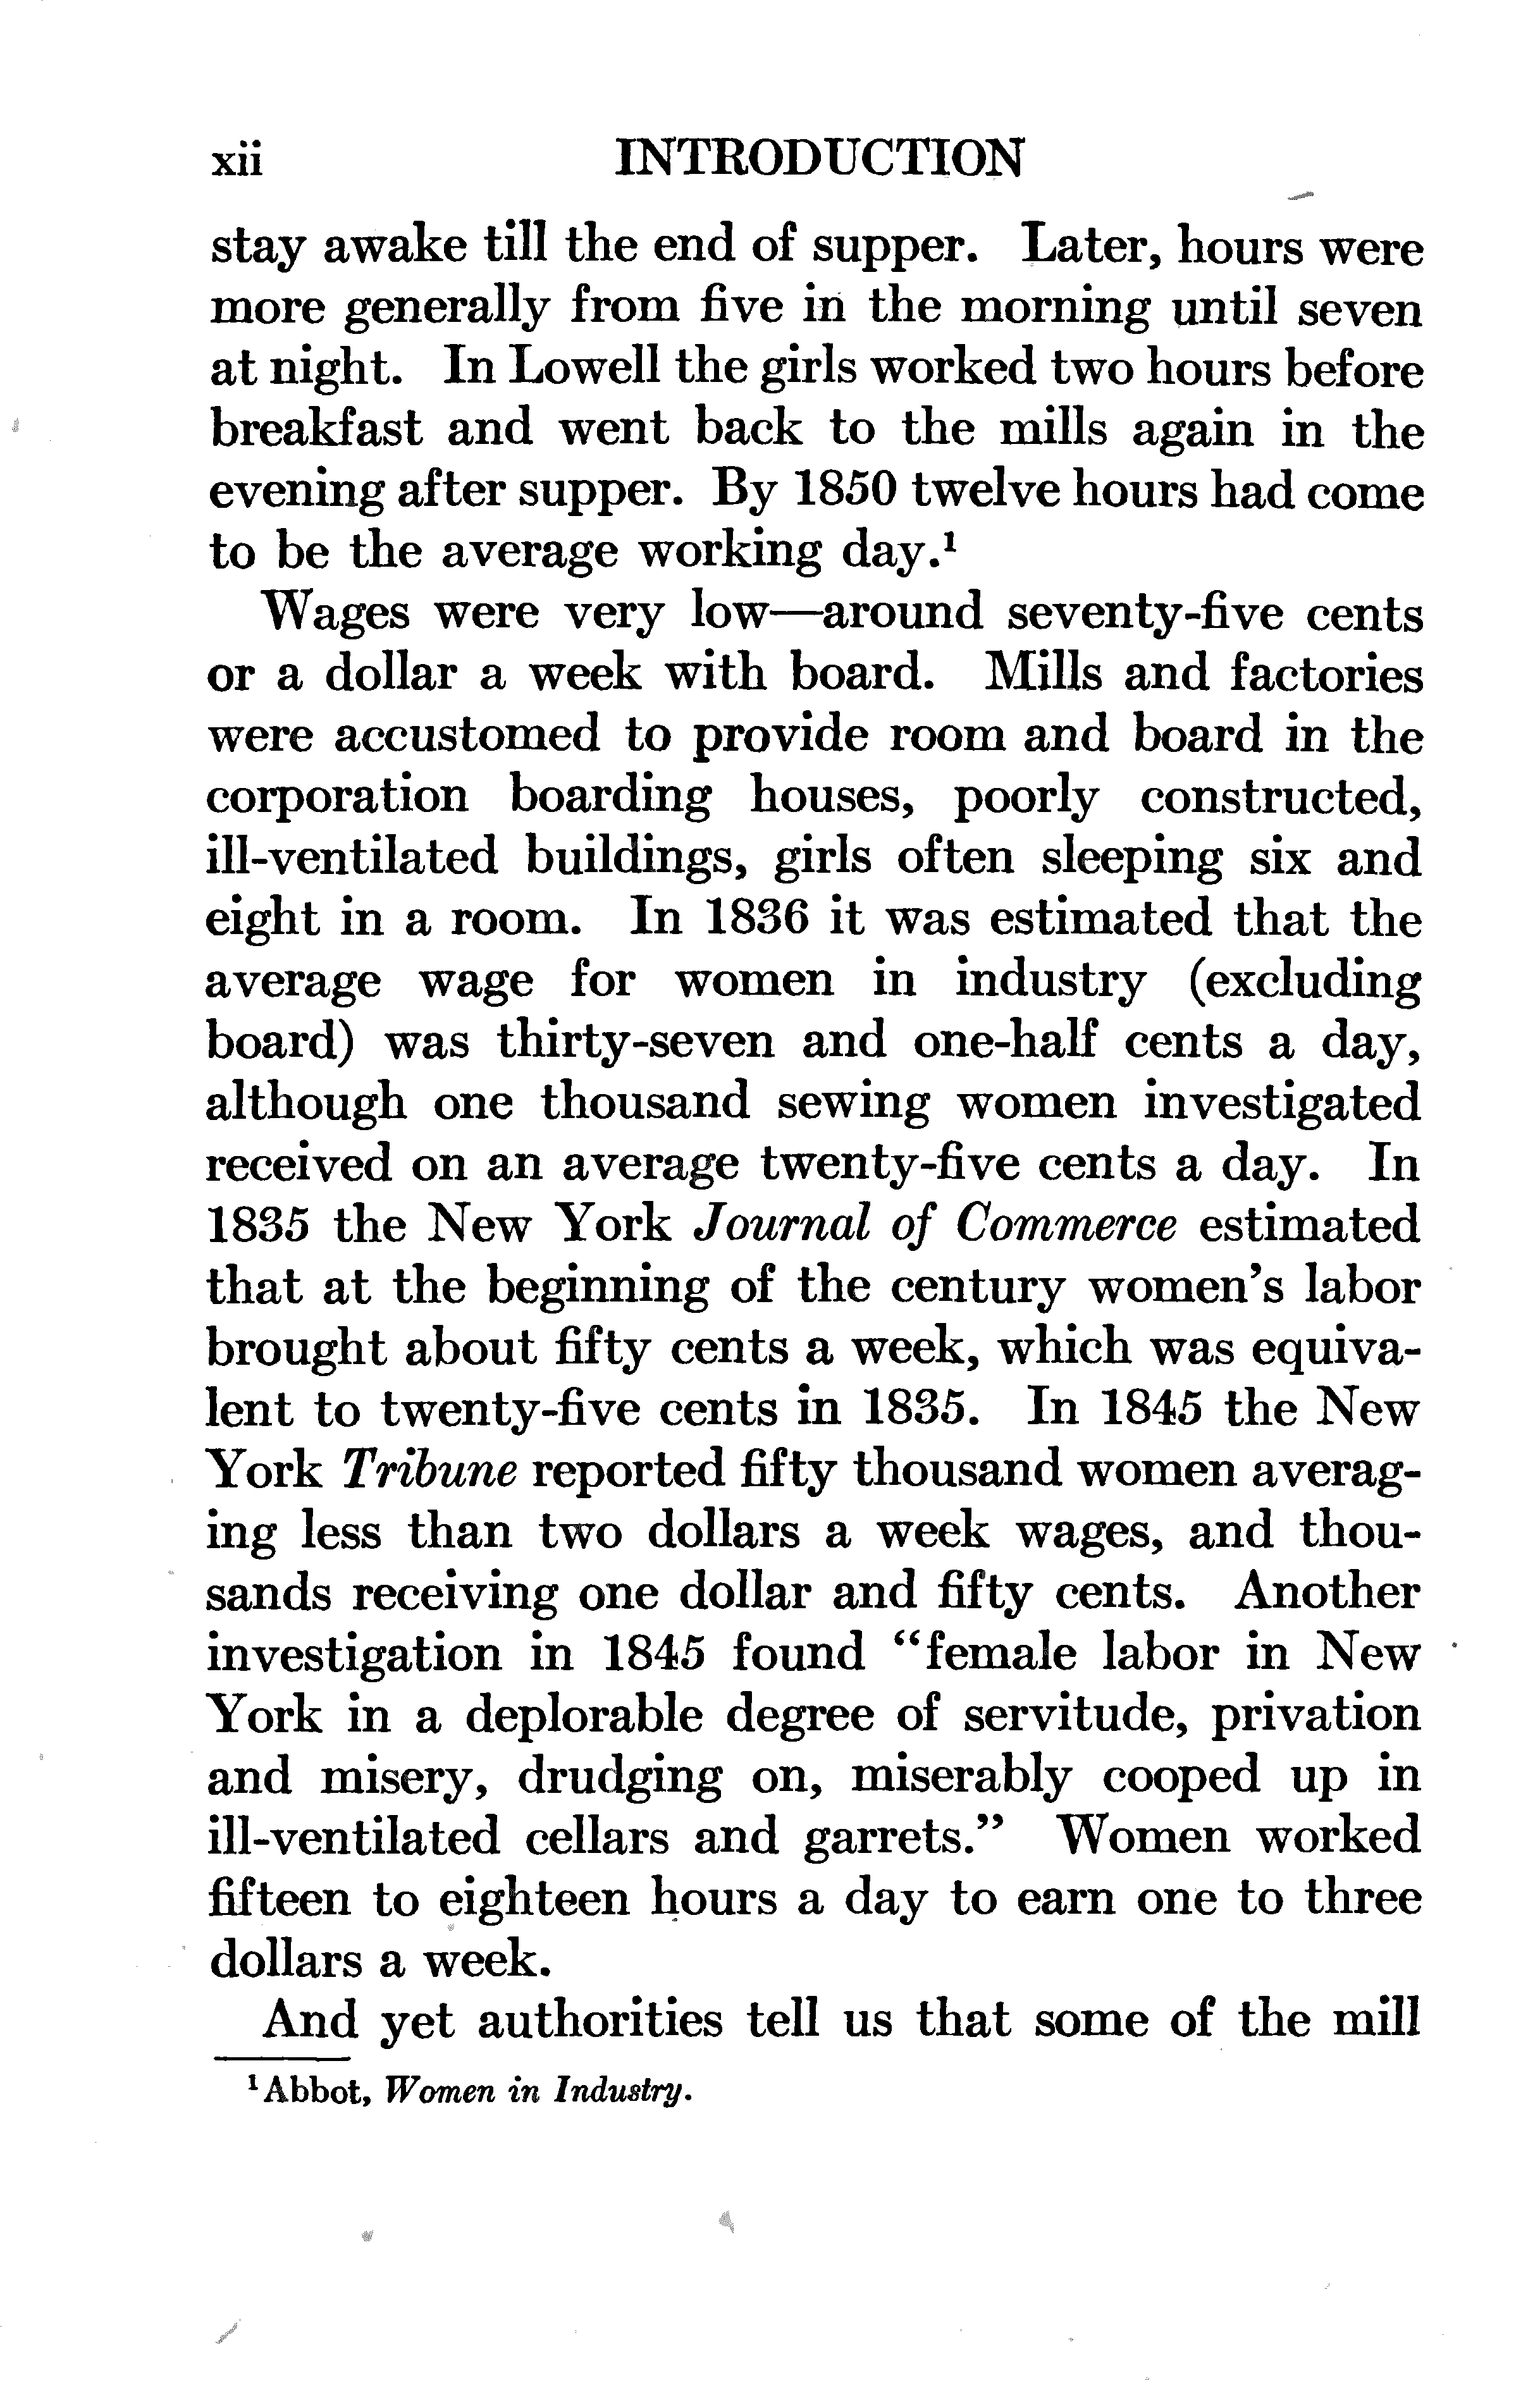 xii INTRODUCTION
stay awake till the end of supper. Later, hours were
more generally from five in the morning until seven
at night. In Lowell the girls worked two hours before
breakfast and went back to the mills again in the
evening after supper. By 1850 twelve hours had come
to be the average working day.¹
Wages were very low—around seventy-five cents
or a dollar a week with board. Mills and factories
were accustomed to provide room and board in the
corporation boarding houses, poorly constructed,
ill-ventilated buildings, girls often sleeping six and
eight in a room. In 1836 it was estimated that the
average wage for women in industry (excluding
board) was thirty-seven and one-half cents a day,
although one thousand sewing women investigated
received on an average twenty-five cents a day. In
1835 the New York Journal of Commerce estimated
that at the beginning of the century women's labor
brought about fifty cents a week, which was equiva-
lent to twenty-five cents in 1835. In 1845 the New
York Tribune reported fifty thousand women averag-
ing less than two dollars a week wages, and thou-
sands receiving one dollar and fifty cents. Another
investigation in 1845 found “female labor in New
York in a deplorable degree of servitude, privation
and misery, drudging on, miserably cooped up in
ill-ventilated cellars and garrets.” Women worked
fifteen to eighteen hours a day to earn one to three
dollars a week.
And yet authorities tell us that some of the mill
¹Abbot, Women in Industry.